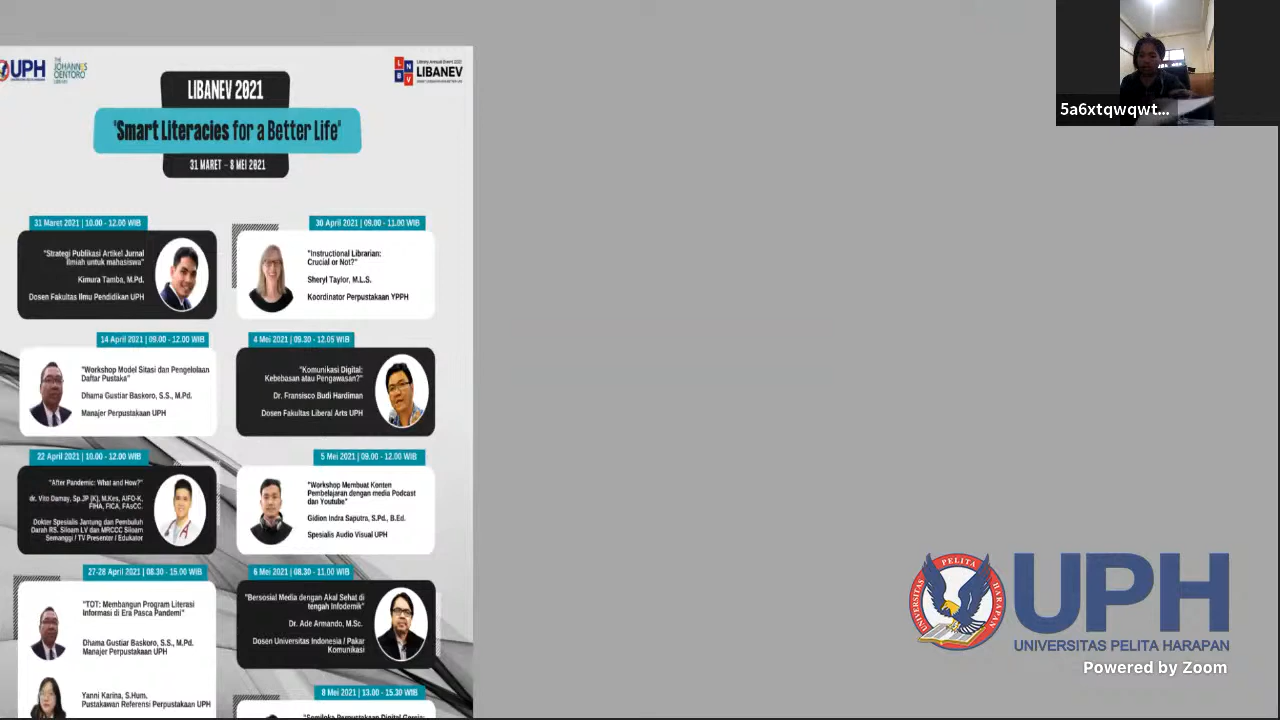 UPH
UNIVERSITAS PELITA HARAPAN
THE
JOHANNES
OENTORO
LIBRARY
L N
B V
Library Annual Event 2021
LIBANEV
LIBANEV 2021
"Smart Literacies for a Better Life"
31 MARET - 8 MEI 2021
31 Maret 2021 | 10.00 - 12.00 WIB
"Strategi Publikasi Artikel Jurnal
Ilmiah untuk mahasiswa"
Kimura Tamba, M.Pd.
Dosen Fakultas Ilmu Pendidikan UPH
14 April 2021 | 09.00 - 12.00 WIB
"Workshop Model Sitasi dan Pengelolaan
Daftar Pustaka"
Dhama Gustiar Baskoro, S.S., M.Pd.
Manajer Perpustakaan UPH
22 April 2021 | 10.00 - 12.00 WIB
"After Pandemic: What and How?"
dr. Vito Damay, Sp.JP (K), M.Kes, AIFO-K,
FIHA, FICA, FAsCC.
Dokter Spesialis Jantung dan Pembuluh
Darah RS. Siloam LV dan MRCCC Siloam
Semanggi / TV Presenter / Edukator
27-28 April 2021 | 08.30 - 15.00 WIB
"TOT: Membangun Program Literasi
Informasi di Era Pasca Pandemi"
Dhama Gustiar Baskoro, S.S., M.Pd.
Manajer Perpustakaan UPH
Yanni Karina, S.Hum.
Pustakawan Referensi Perpustakaan UPH
30 April 2021 | 09.00 - 11.00 WIB
"Instructional Librarian:
Crucial or Not?"
Sheryl Taylor, M.L.S.
Koordinator Perpustakaan YPPH
4 Mei 2021 | 09.30 - 12.05 WIB
"Komunikasi Digital:
Kebebasan atau Pengawasan?"
Dr. Fransisco Budi Hardiman
Dosen Fakultas Liberal Arts UPH
5 Mei 2021 | 09.00 - 12.00 WIB
"Workshop Membuat Konten
Pembelajaran dengan media Podcast
dan Youtube"
Gidion Indra Saputra, S.Pd., B.Ed.
Spesialis Audio Visual UPH
6 Mei 2021 | 08.30 - 11.00 WIB
"Bersosial Media dengan Akal Sehat di
tengah Infodemik"
Dr. Ade Armando, M.Sc.
Dosen Universitas Indonesia / Pakar
Komunikasi
8 Mei 2021 | 13.00 - 15.30 WIB
"Semiloka Perpustakaan Digital
5a6xtqwqwt...
UNIVERSITAS PELITA HARAPAN
UPH
UNIVERSITAS PELITA HARAPAN
Powered by Zoom